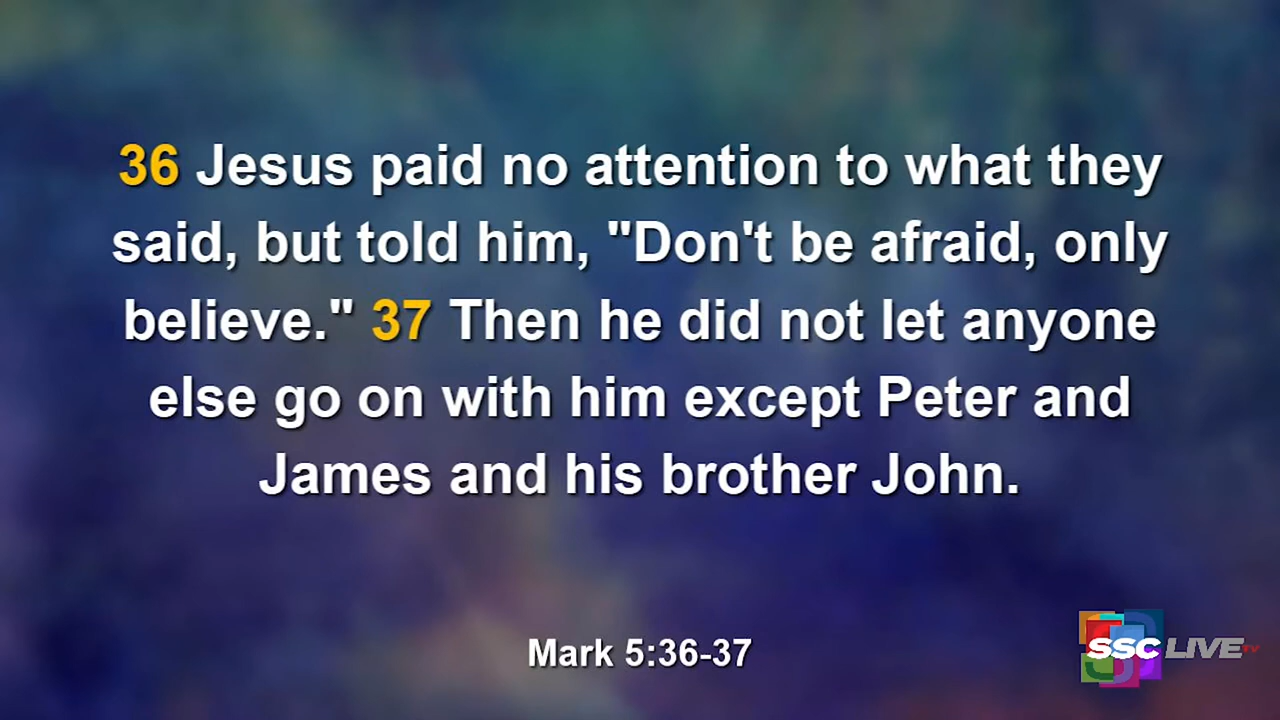 36 Jesus paid no attention to what they
said, but told him, "Don't be afraid, only
believe." 37 Then he did not let anyone
else go on with him except Peter and
James and his brother John.
Mark 5:36-37
SSC LIVE TV